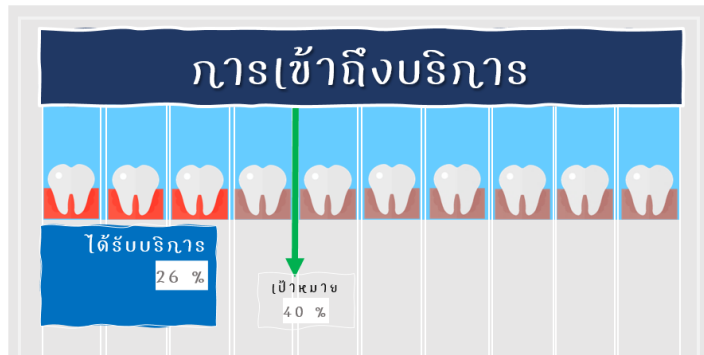 การเข้าถึงบริการ
ได้รับบริการ
26 %
เป้าหมาย
40 %